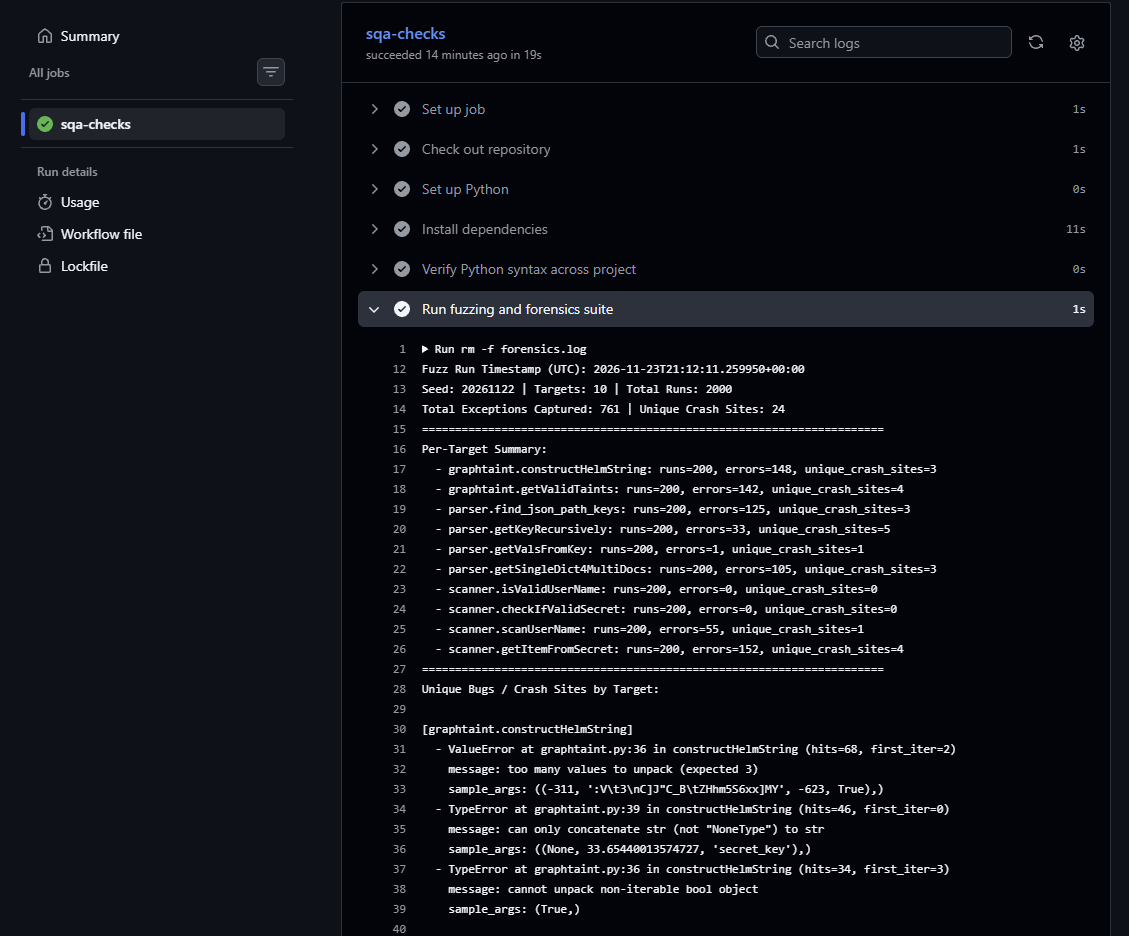 Summary
All jobs
sqa-checks
Run details
Usage
Workflow file
Lockfile
sqa-checks
succeeded 14 minutes ago in 19s
Search logs
Set up job 1s
Check out repository 1s
Set up Python 0s
Install dependencies 11s
Verify Python syntax across project 0s
Run fuzzing and forensics suite 1s
1 ▶ Run rm -f forensics.log
12 Fuzz Run Timestamp (UTC): 2026-11-23T21:12:11.259950+00:00
13 Seed: 20261122 | Targets: 10 | Total Runs: 2000
14 Total Exceptions Captured: 761 | Unique Crash Sites: 24
15 ======================================================================
16 Per-Target Summary:
17 - graphtaint.constructHelmString: runs=200, errors=148, unique_crash_sites=3
18 - graphtaint.getValidTaints: runs=200, errors=142, unique_crash_sites=4
19 - parser.find_json_path_keys: runs=200, errors=125, unique_crash_sites=3
20 - parser.getKeyRecursively: runs=200, errors=33, unique_crash_sites=5
21 - parser.getValsFromKey: runs=200, errors=1, unique_crash_sites=1
22 - parser.getSingleDict4MultiDocs: runs=200, errors=105, unique_crash_sites=3
23 - scanner.isValidUserName: runs=200, errors=0, unique_crash_sites=0
24 - scanner.checkIfValidSecret: runs=200, errors=0, unique_crash_sites=0
25 - scanner.scanUserName: runs=200, errors=55, unique_crash_sites=1
26 - scanner.getItemFromSecret: runs=200, errors=152, unique_crash_sites=4
27 ======================================================================
28 Unique Bugs / Crash Sites by Target:
29
30 [graphtaint.constructHelmString]
31 - ValueError at graphtaint.py:36 in constructHelmString (hits=68, first_iter=2)
32 message: too many values to unpack (expected 3)
33 sample_args: ((-311, ':V\t3\nC]J"C_B\tZHhm5S6xx]MY', -623, True),)
34 - TypeError at graphtaint.py:39 in constructHelmString (hits=46, first_iter=0)
35 message: can only concatenate str (not "NoneType") to str
36 sample_args: ((None, 33.65440013574727, 'secret_key'),)
37 - TypeError at graphtaint.py:36 in constructHelmString (hits=34, first_iter=3)
38 message: cannot unpack non-iterable bool object
39 sample_args: (True,)
40